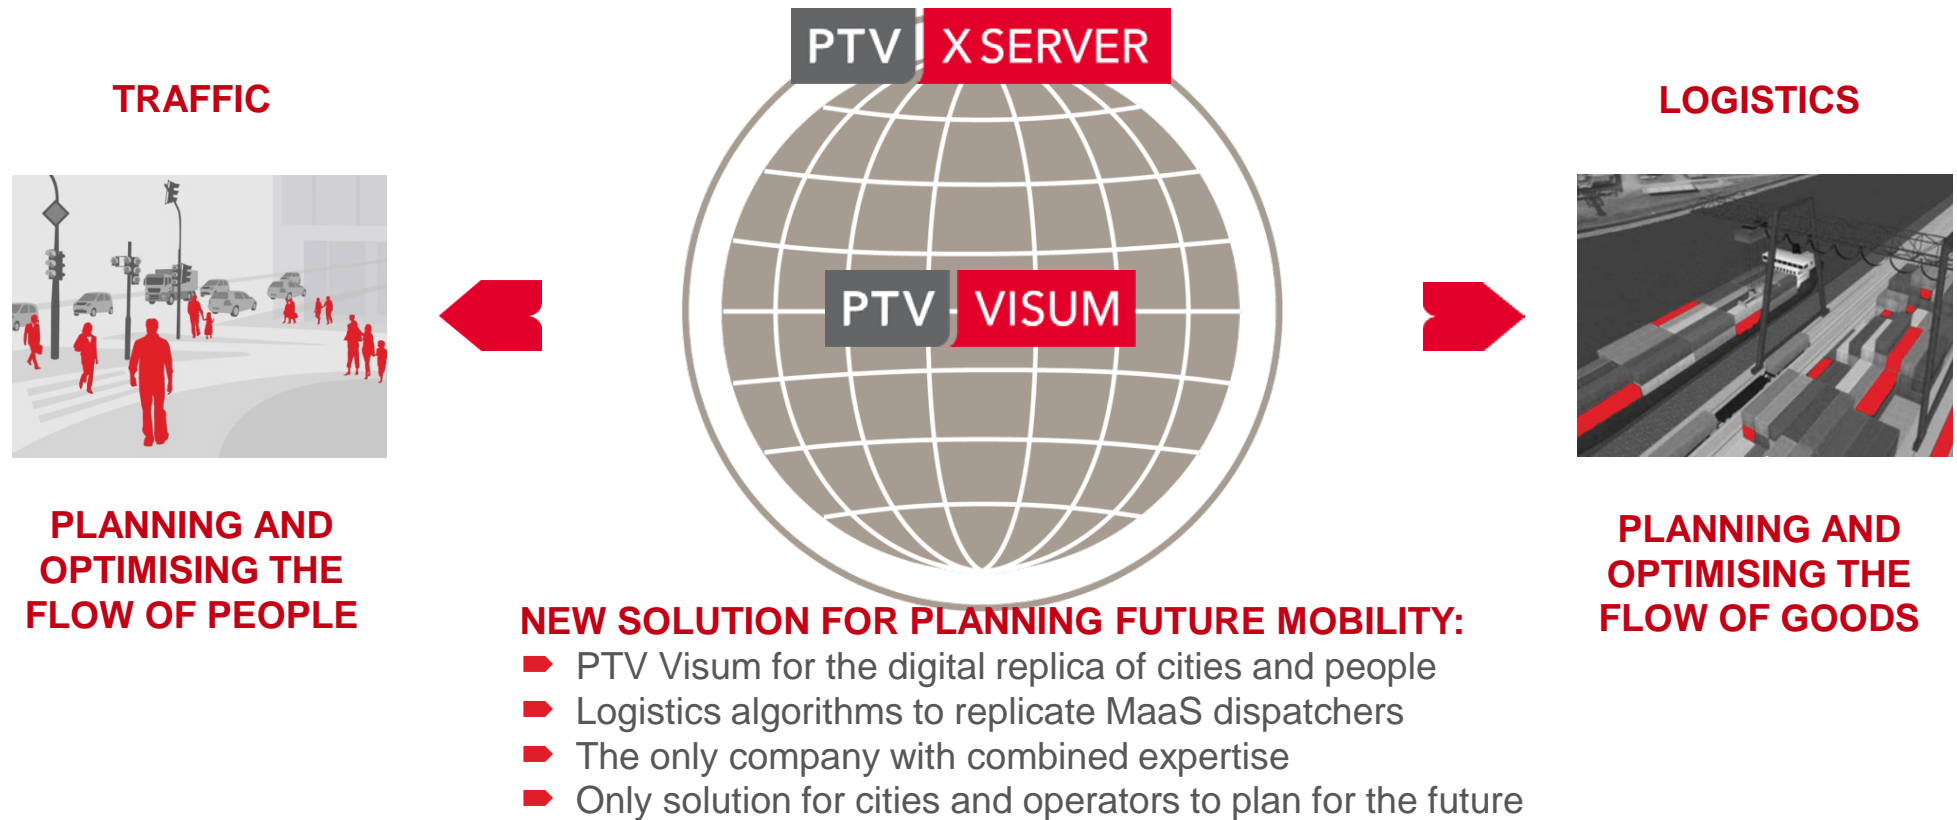 PTV X SERVER
TRAFFIC
LOGISTICS
PTV VISUM
PLANNING AND
OPTIMISING THE
FLOW OF PEOPLE
PLANNING AND
OPTIMISING THE
FLOW OF GOODS
NEW SOLUTION FOR PLANNING FUTURE MOBILITY:
PTV Visum for the digital replica of cities and people
Logistics algorithms to replicate MaaS dispatchers
The only company with combined expertise
Only solution for cities and operators to plan for the future